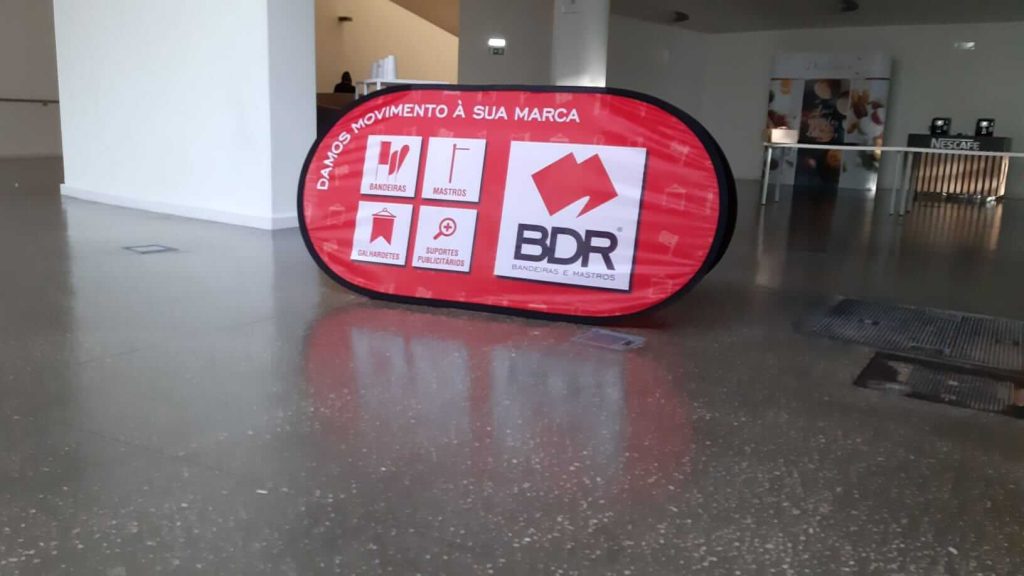 DAMOS MOVIMENTO À SUA MARCA
BANDEIRAS
MASTROS
GALHARDETES
SUPORTES
PUBLICITÁRIOS
BDR®
BANDEIRAS E MASTROS
NESCAFÉ